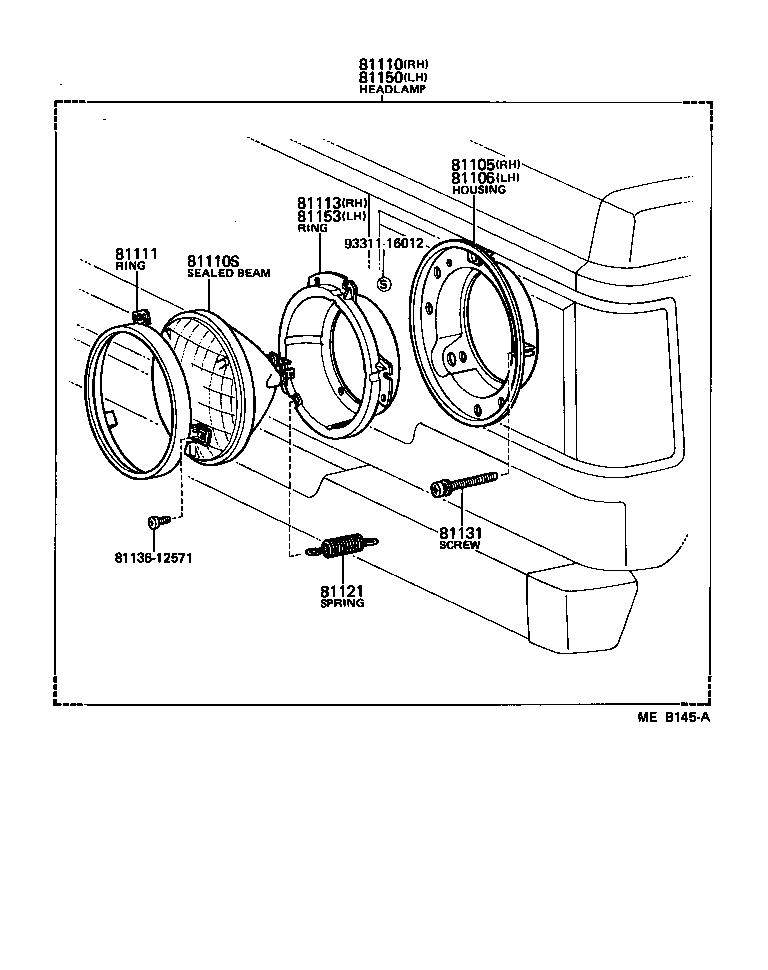 81110(RH)
81150(LH)
HEADLAMP
81105(RH)
81106(LH)
HOUSING
81113(RH)
81153(LH)
RING
93311-16012
S
81111
RING
81110S
SEALED BEAM
81136-12571
81131
SCREW
81121
SPRING
ME B145-A